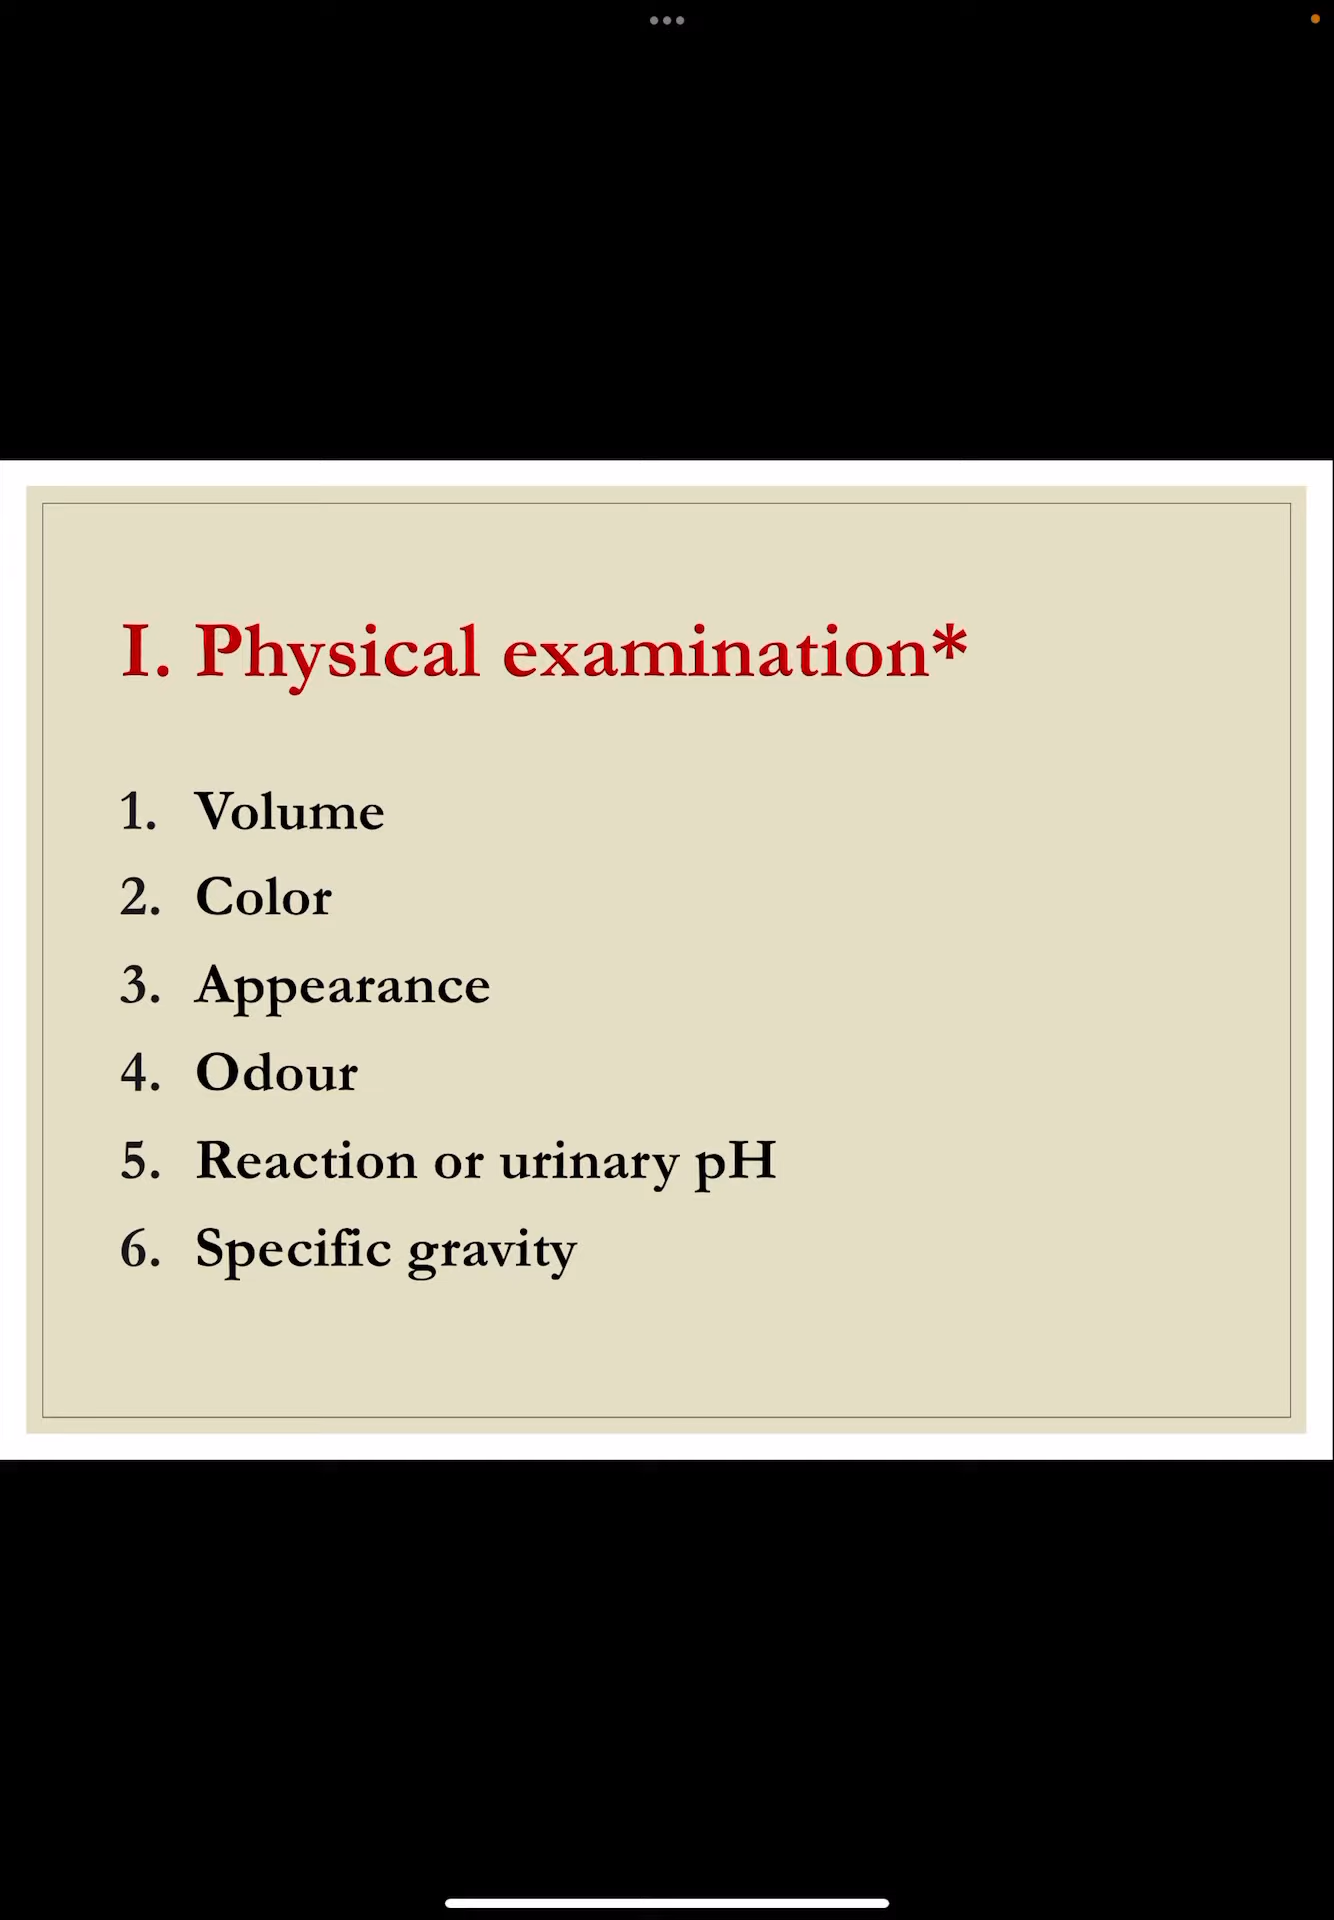 I. Physical examination*
1. Volume
2. Color
3. Appearance
4. Odour
5. Reaction or urinary pH
6. Specific gravity